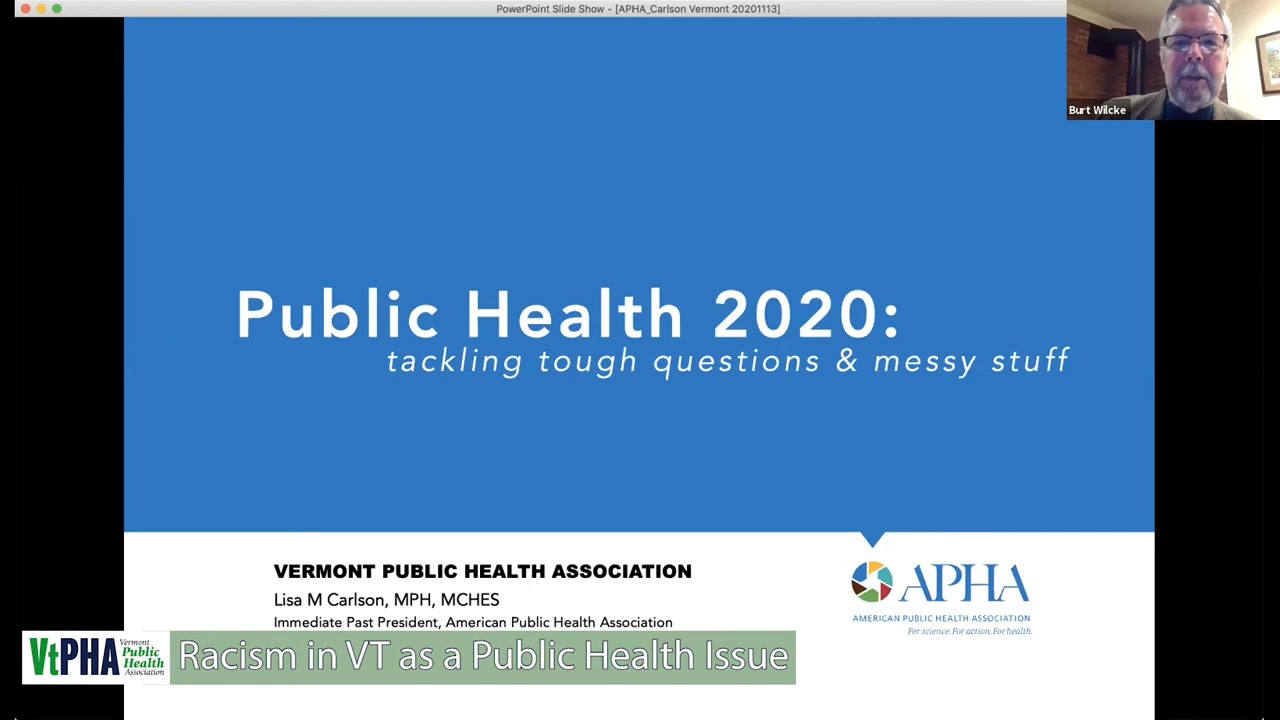 PowerPoint Slide Show - [APHA_Carlson Vermont 20201113]
Burt Wilcke
Public Health 2020:
tackling tough questions & messy stuff
VERMONT PUBLIC HEALTH ASSOCIATION
Lisa M Carlson, MPH, MCHES
Immediate Past President, American Public Health Association
APHA
AMERICAN PUBLIC HEALTH ASSOCIATION
For science. For action. For health.
VtPHA
Vermont
Public
Health
Association
Racism in VT as a Public Health Issue